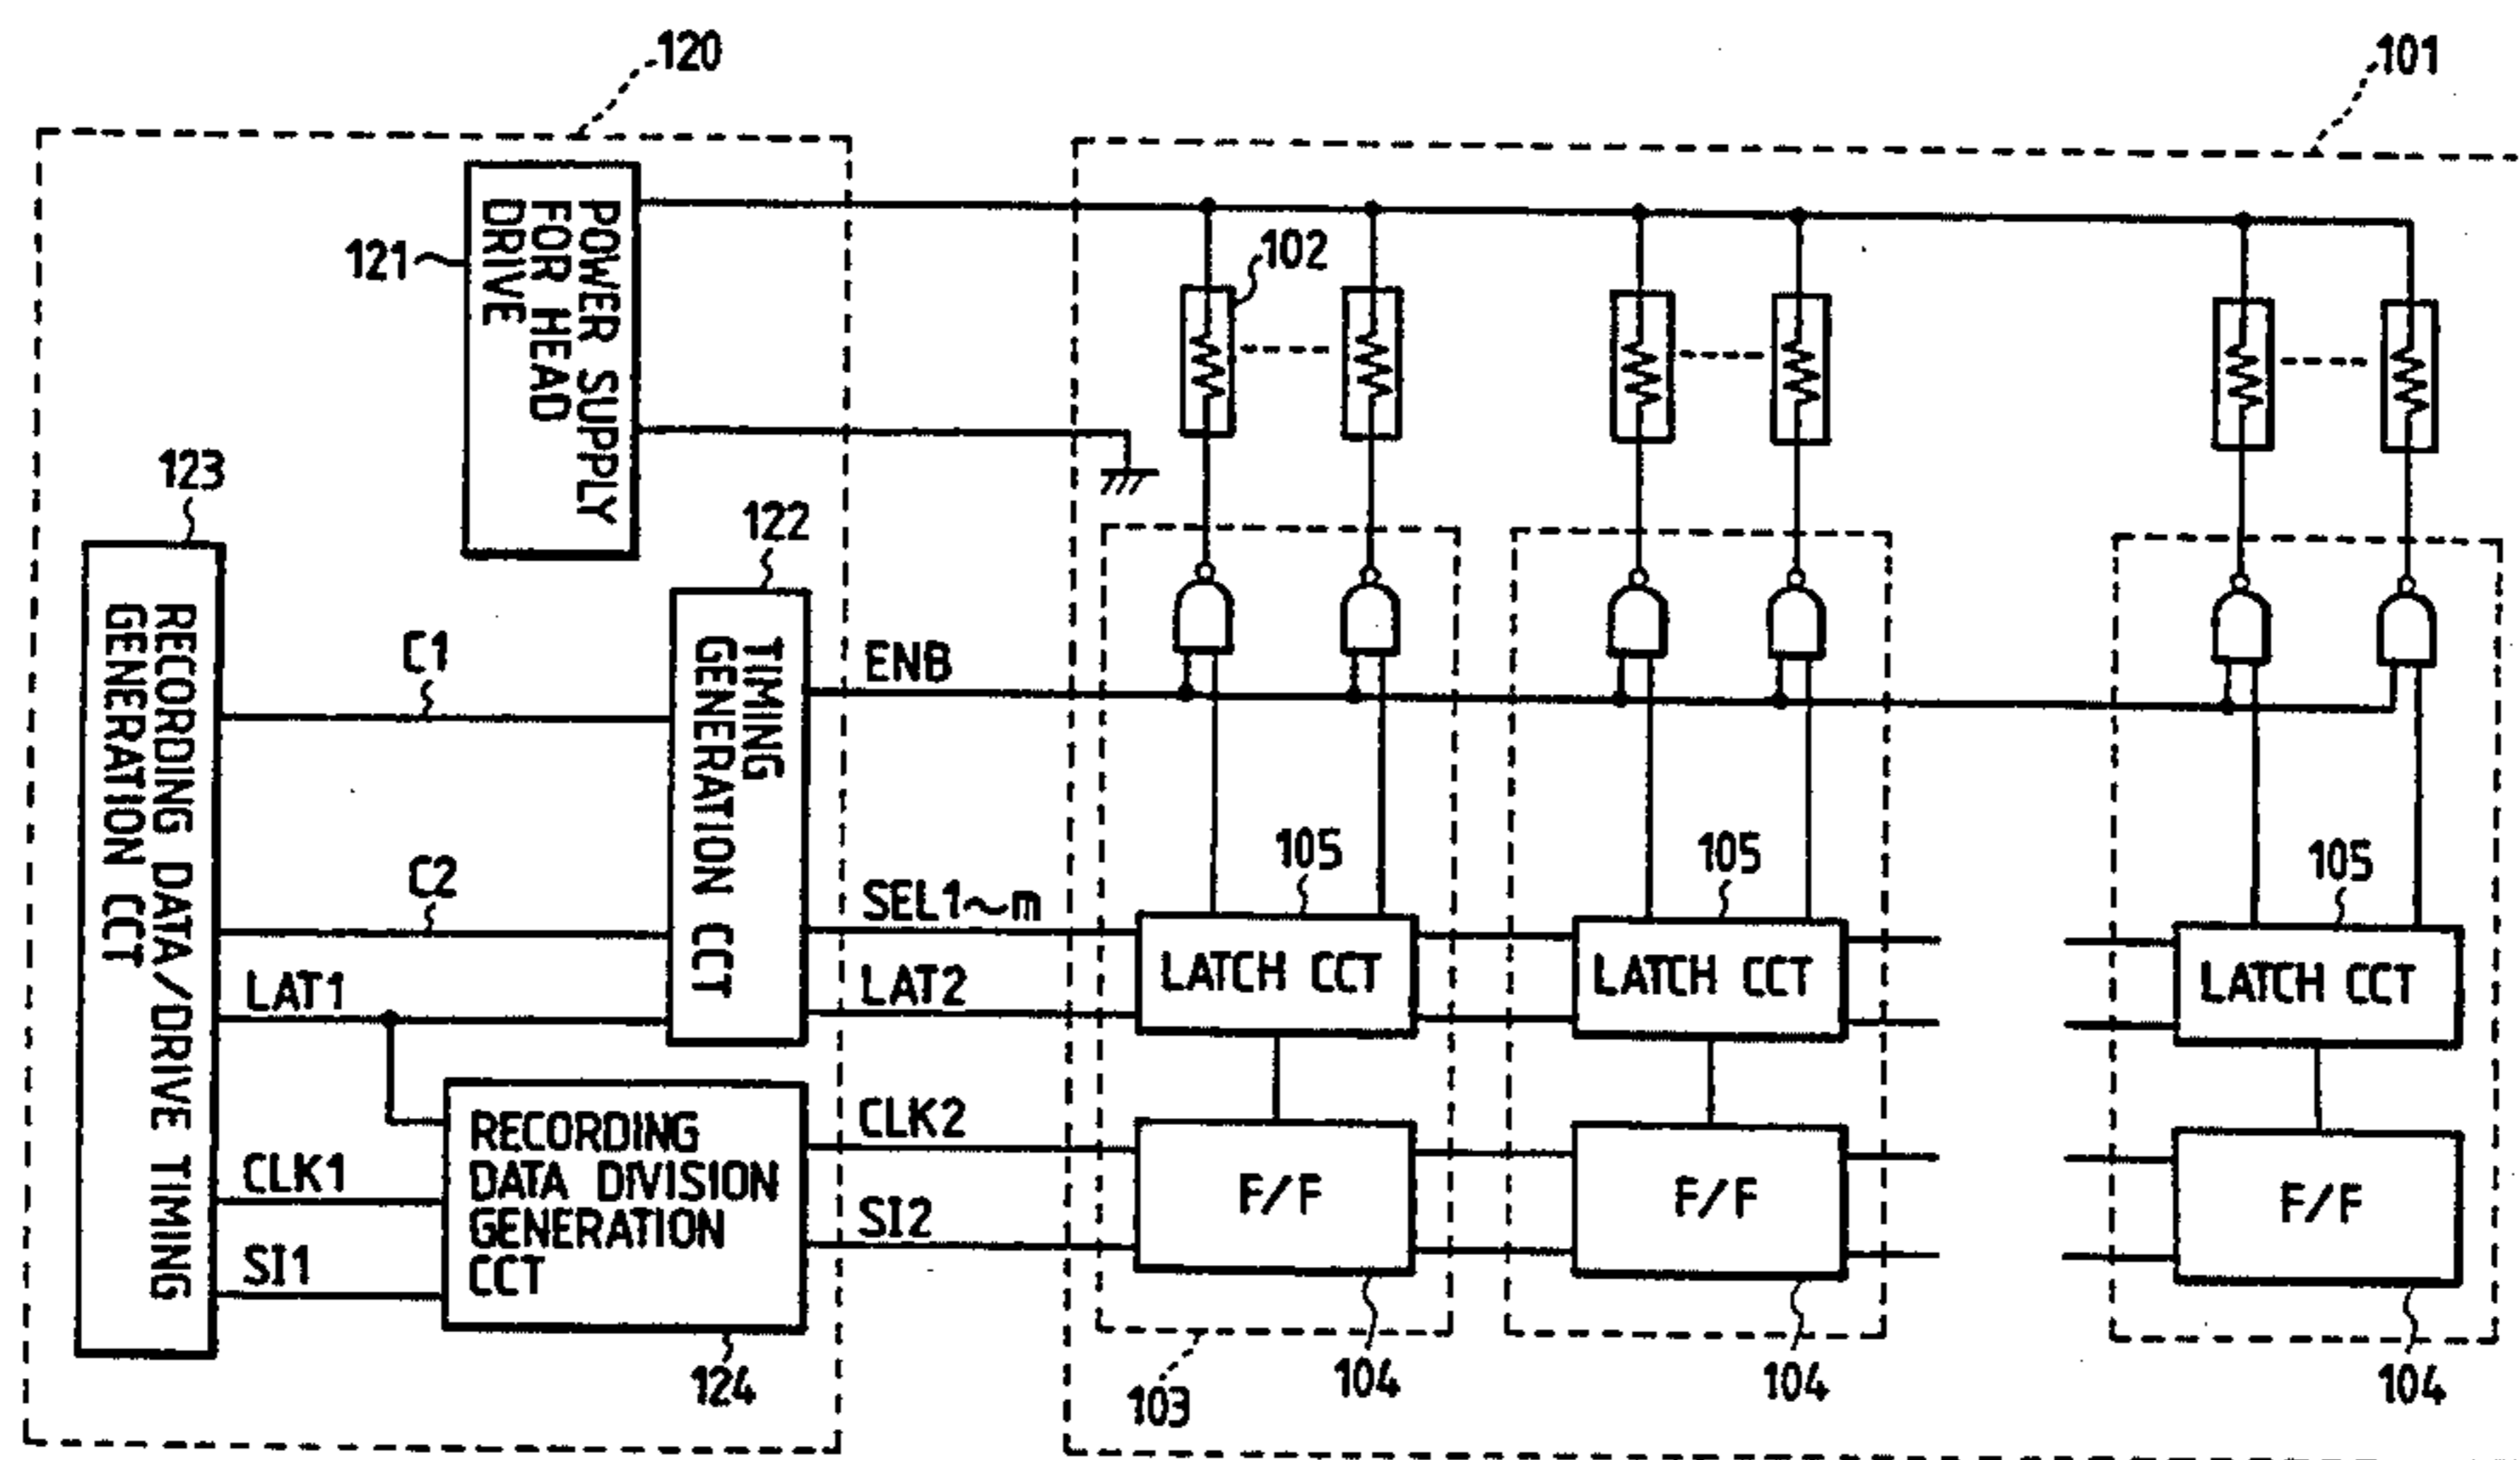 120
101
POWER SUPPLY
FOR HEAD
DRIVE
121
102
123
RECORDING DATA/DRIVE TIMING
GENERATION CCT
122
TIMING
GENERATION CCT
C1
ENB
C2
SEL1~m
LAT1
LAT2
105
105
105
LATCH CCT
LATCH CCT
LATCH CCT
RECORDING
DATA DIVISION
GENERATION
CCT
CLK1
CLK2
SI1
SI2
F/F
F/F
F/F
124
103
104
104
104